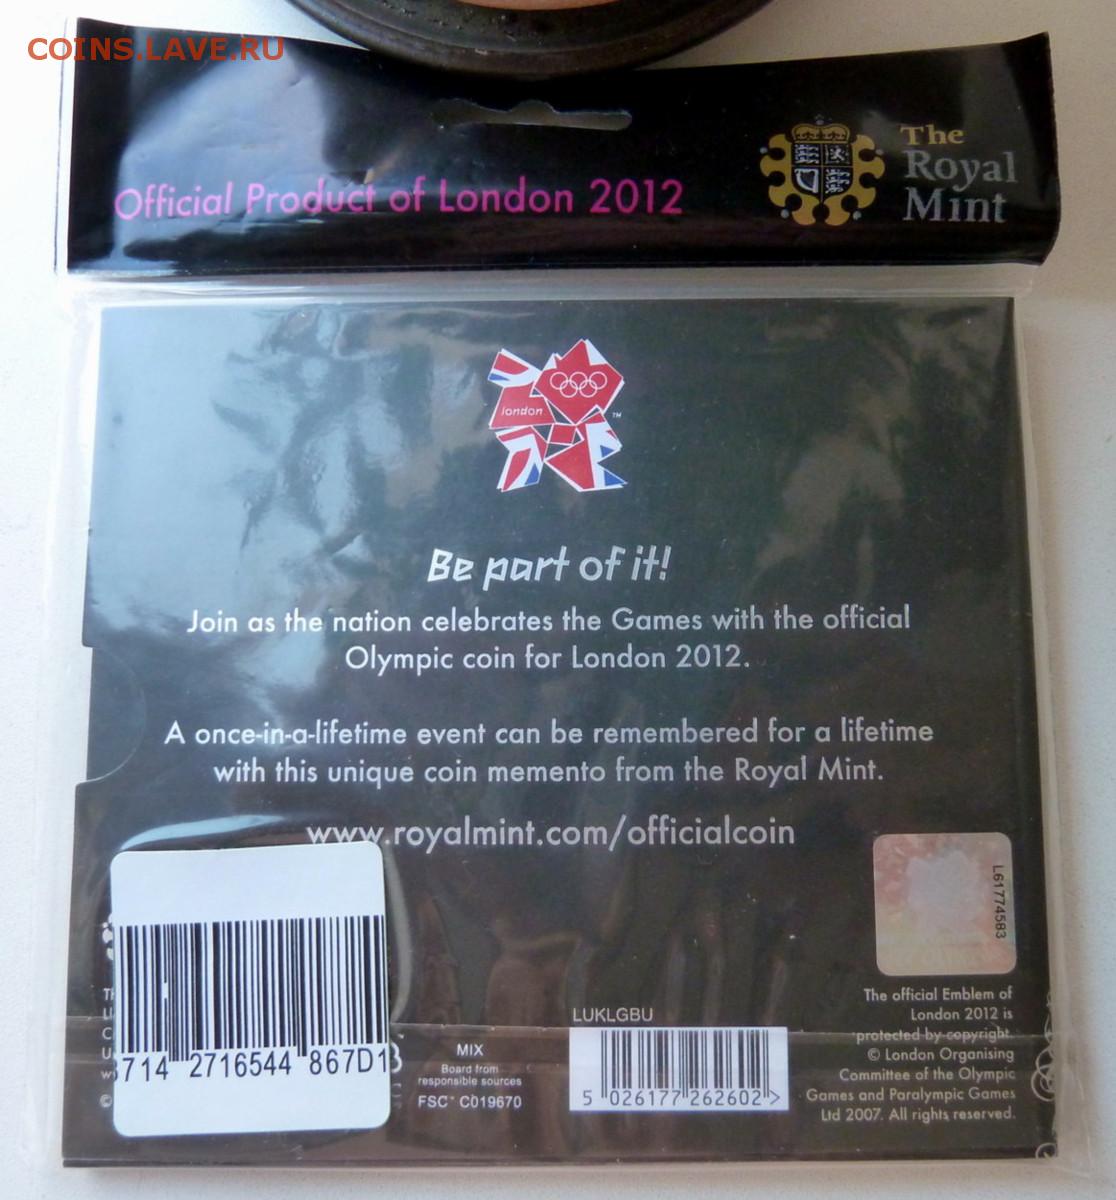 COINS.LAVE.RU
Official Product of London 2012
The
Royal
Mint
london
TM
Be part of it!
Join as the nation celebrates the Games with the official
Olympic coin for London 2012.
A once-in-a-lifetime event can be remembered for a lifetime
with this unique coin memento from the Royal Mint.
www.royalmint.com/officialcoin
L61774583
3714 2716544 867D1
MIX
Board from
responsible sources
FSC™ C019670
LUKLGBU
5 026177 262602 >
The official Emblem of
London 2012 is
protected by copyright.
© London Organising
Committee of the Olympic
Games and Paralympic Games
Ltd 2007. All rights reserved.